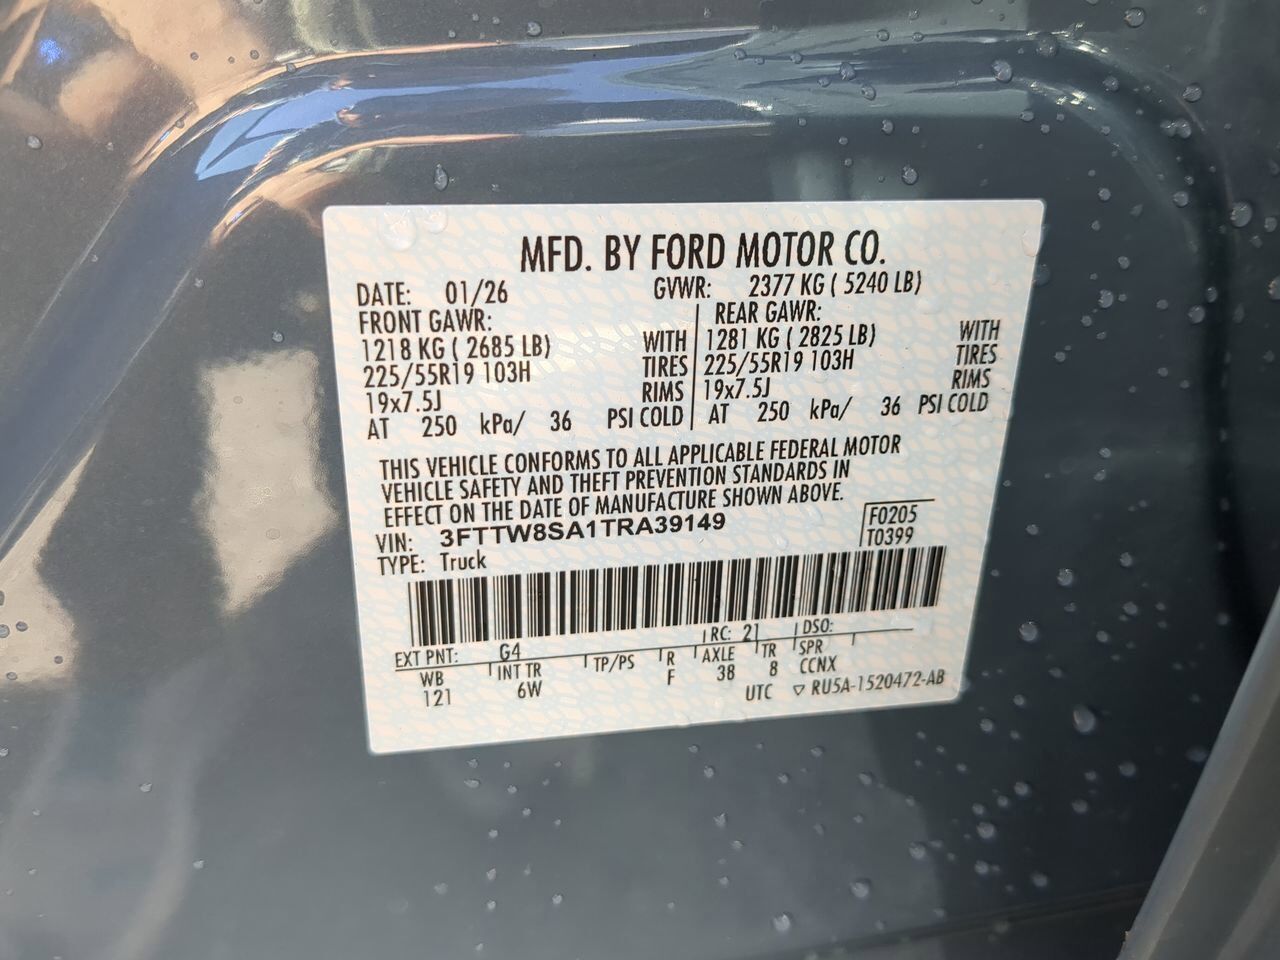 MFD. BY FORD MOTOR CO.
DATE: 01/26 GVWR: 2377 KG ( 5240 LB)
FRONT GAWR: REAR GAWR:
1218 KG ( 2685 LB) WITH 1281 KG ( 2825 LB) WITH
225/55R19 103H TIRES 225/55R19 103H TIRES
19x7.5J RIMS 19x7.5J RIMS
AT 250 kPa/ 36 PSI COLD AT 250 kPa/ 36 PSI COLD
THIS VEHICLE CONFORMS TO ALL APPLICABLE FEDERAL MOTOR
VEHICLE SAFETY AND THEFT PREVENTION STANDARDS IN
EFFECT ON THE DATE OF MANUFACTURE SHOWN ABOVE.
VIN: 3FTTW8SA1TRA39149 F0205
TYPE: Truck T0399
EXT PNT: G4 RC: 21 DSO:
WB INT TR TP/PS R AXLE TR SPR
121 6W F 38 8 CCNX
UTC ▽ RU5A-1520472-AB